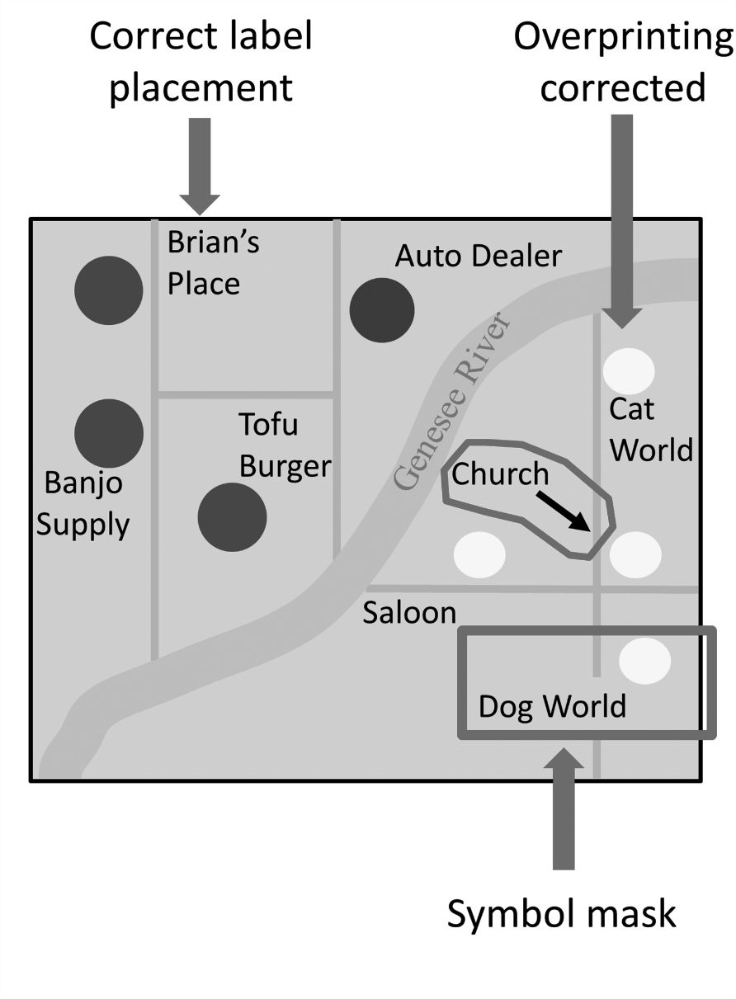 Correct label
placement
Overprinting
corrected
Brian’s
Place
Auto Dealer
Genesee River
Cat
World
Tofu
Burger
Banjo
Supply
Church
Saloon
Dog World
Symbol mask